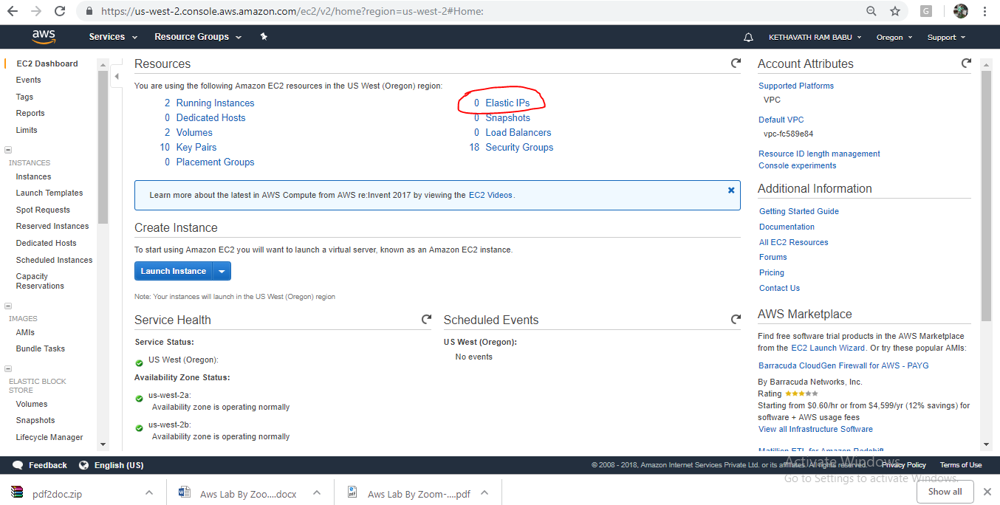 https://us-west-2.console.aws.amazon.com/ec2/v2/home?region=us-west-2#Home:
G
aws Services Resource Groups KETHAVATH RAM BABU Oregon Support
EC2 Dashboard
Events
Tags
Reports
Limits
INSTANCES
Instances
Launch Templates
Spot Requests
Reserved Instances
Dedicated Hosts
Scheduled Instances
Capacity
Reservations
IMAGES
AMIs
Bundle Tasks
ELASTIC BLOCK
STORE
Volumes
Snapshots
Lifecycle Manager
Resources
You are using the following Amazon EC2 resources in the US West (Oregon) region:
2 Running Instances
0 Dedicated Hosts
2 Volumes
10 Key Pairs
0 Placement Groups
0 Elastic IPs
0 Snapshots
0 Load Balancers
18 Security Groups
Learn more about the latest in AWS Compute from AWS re:Invent 2017 by viewing the EC2 Videos.
Create Instance
To start using Amazon EC2 you will want to launch a virtual server, known as an Amazon EC2 instance.
Launch Instance
Note: Your instances will launch in the US West (Oregon) region
Service Health
Service Status:
US West (Oregon):
Availability Zone Status:
us-west-2a:
Availability zone is operating normally
us-west-2b:
Availability zone is operating normally
Scheduled Events
US West (Oregon):
No events
Account Attributes
Supported Platforms
VPC
Default VPC
vpc-fc589e84
Resource ID length management
Console experiments
Additional Information
Getting Started Guide
Documentation
All EC2 Resources
Forums
Pricing
Contact Us
AWS Marketplace
Find free software trial products in the AWS Marketplace
from the EC2 Launch Wizard. Or try these popular AMIs:
Barracuda CloudGen Firewall for AWS - PAYG
By Barracuda Networks, Inc.
Rating
Starting from $0.60/hr or from $4,599/yr (12% savings) for
software + AWS usage fees
View all Infrastructure Software
Matillion ETL for Amazon Redshift
Feedback English (US) © 2008 - 2018, Amazon Internet Services Private Ltd. or its affiliates. All rights reserved. Privacy Policy Terms of Use
Activate Windows
Go to Settings to activate Windows.
pdf2doc.zip Aws Lab By Zoo....docx Aws Lab By Zoom-....pdf Show all